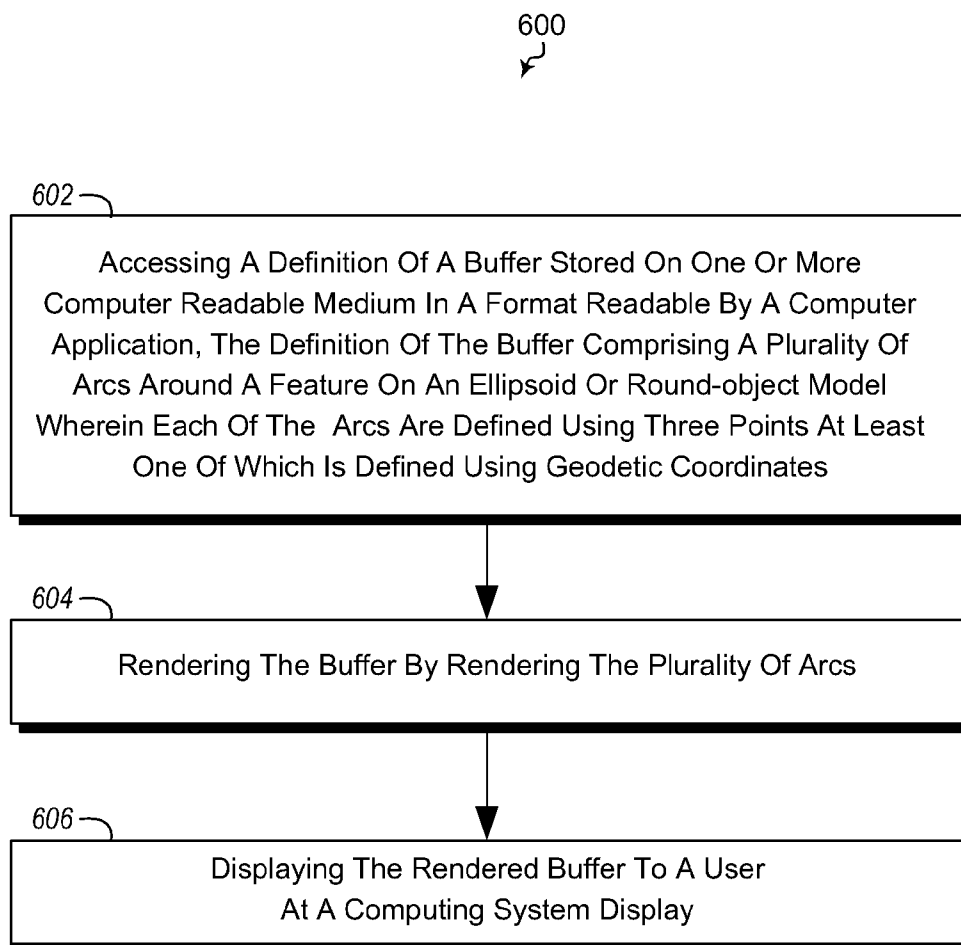 600
602
Accessing A Definition Of A Buffer Stored On One Or More
Computer Readable Medium In A Format Readable By A Computer
Application, The Definition Of The Buffer Comprising A Plurality Of
Arcs Around A Feature On An Ellipsoid Or Round-object Model
Wherein Each Of The Arcs Are Defined Using Three Points At Least
One Of Which Is Defined Using Geodetic Coordinates
604
Rendering The Buffer By Rendering The Plurality Of Arcs
606
Displaying The Rendered Buffer To A User
At A Computing System Display